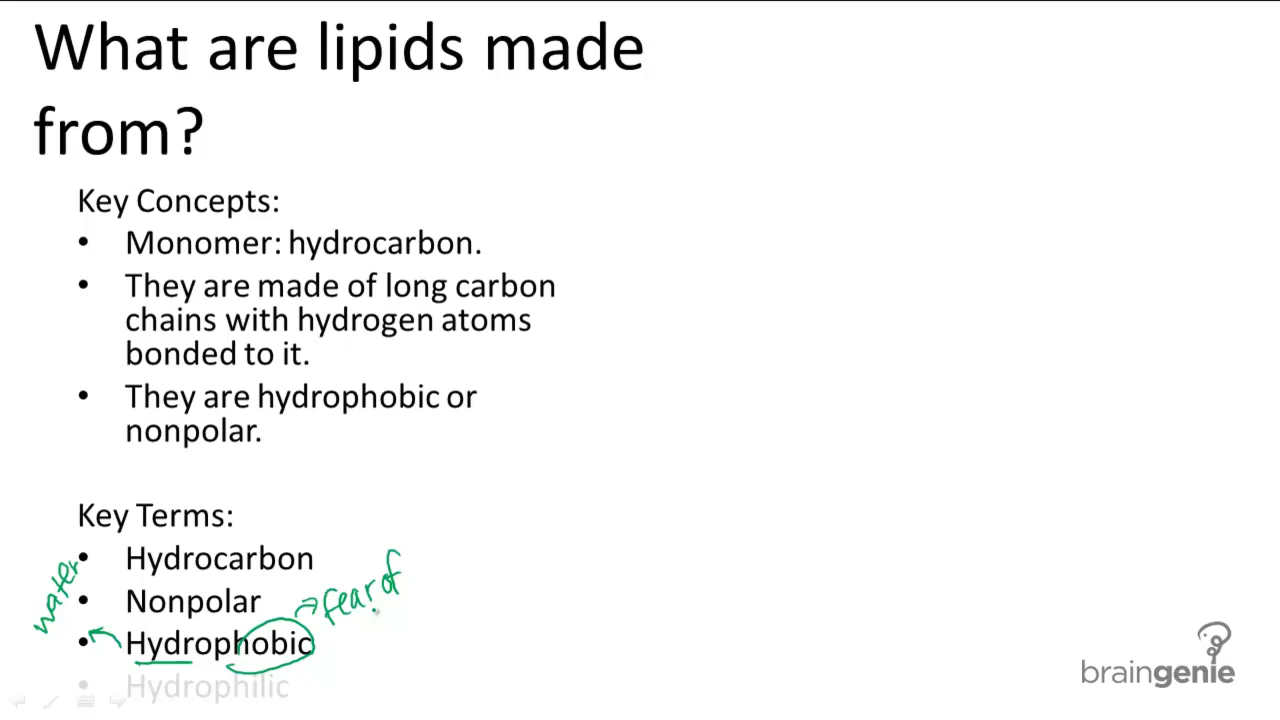 What are lipids made
from?
Key Concepts:
• Monomer: hydrocarbon.
• They are made of long carbon
chains with hydrogen atoms
bonded to it.
• They are hydrophobic or
nonpolar.
Key Terms:
• Hydrocarbon
• Nonpolar
• Hydrophobic
• Hydrophilic
water
fear of
braingenie